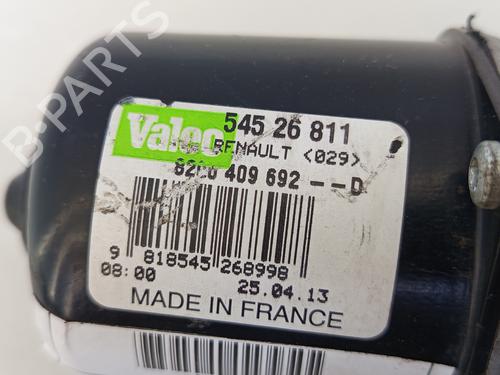 B-PARTS
Valeo 545 26 811
RENAULT <029>
8200 409 692 --D
9 818545 268998
08:00 25.04.13
MADE IN FRANCE